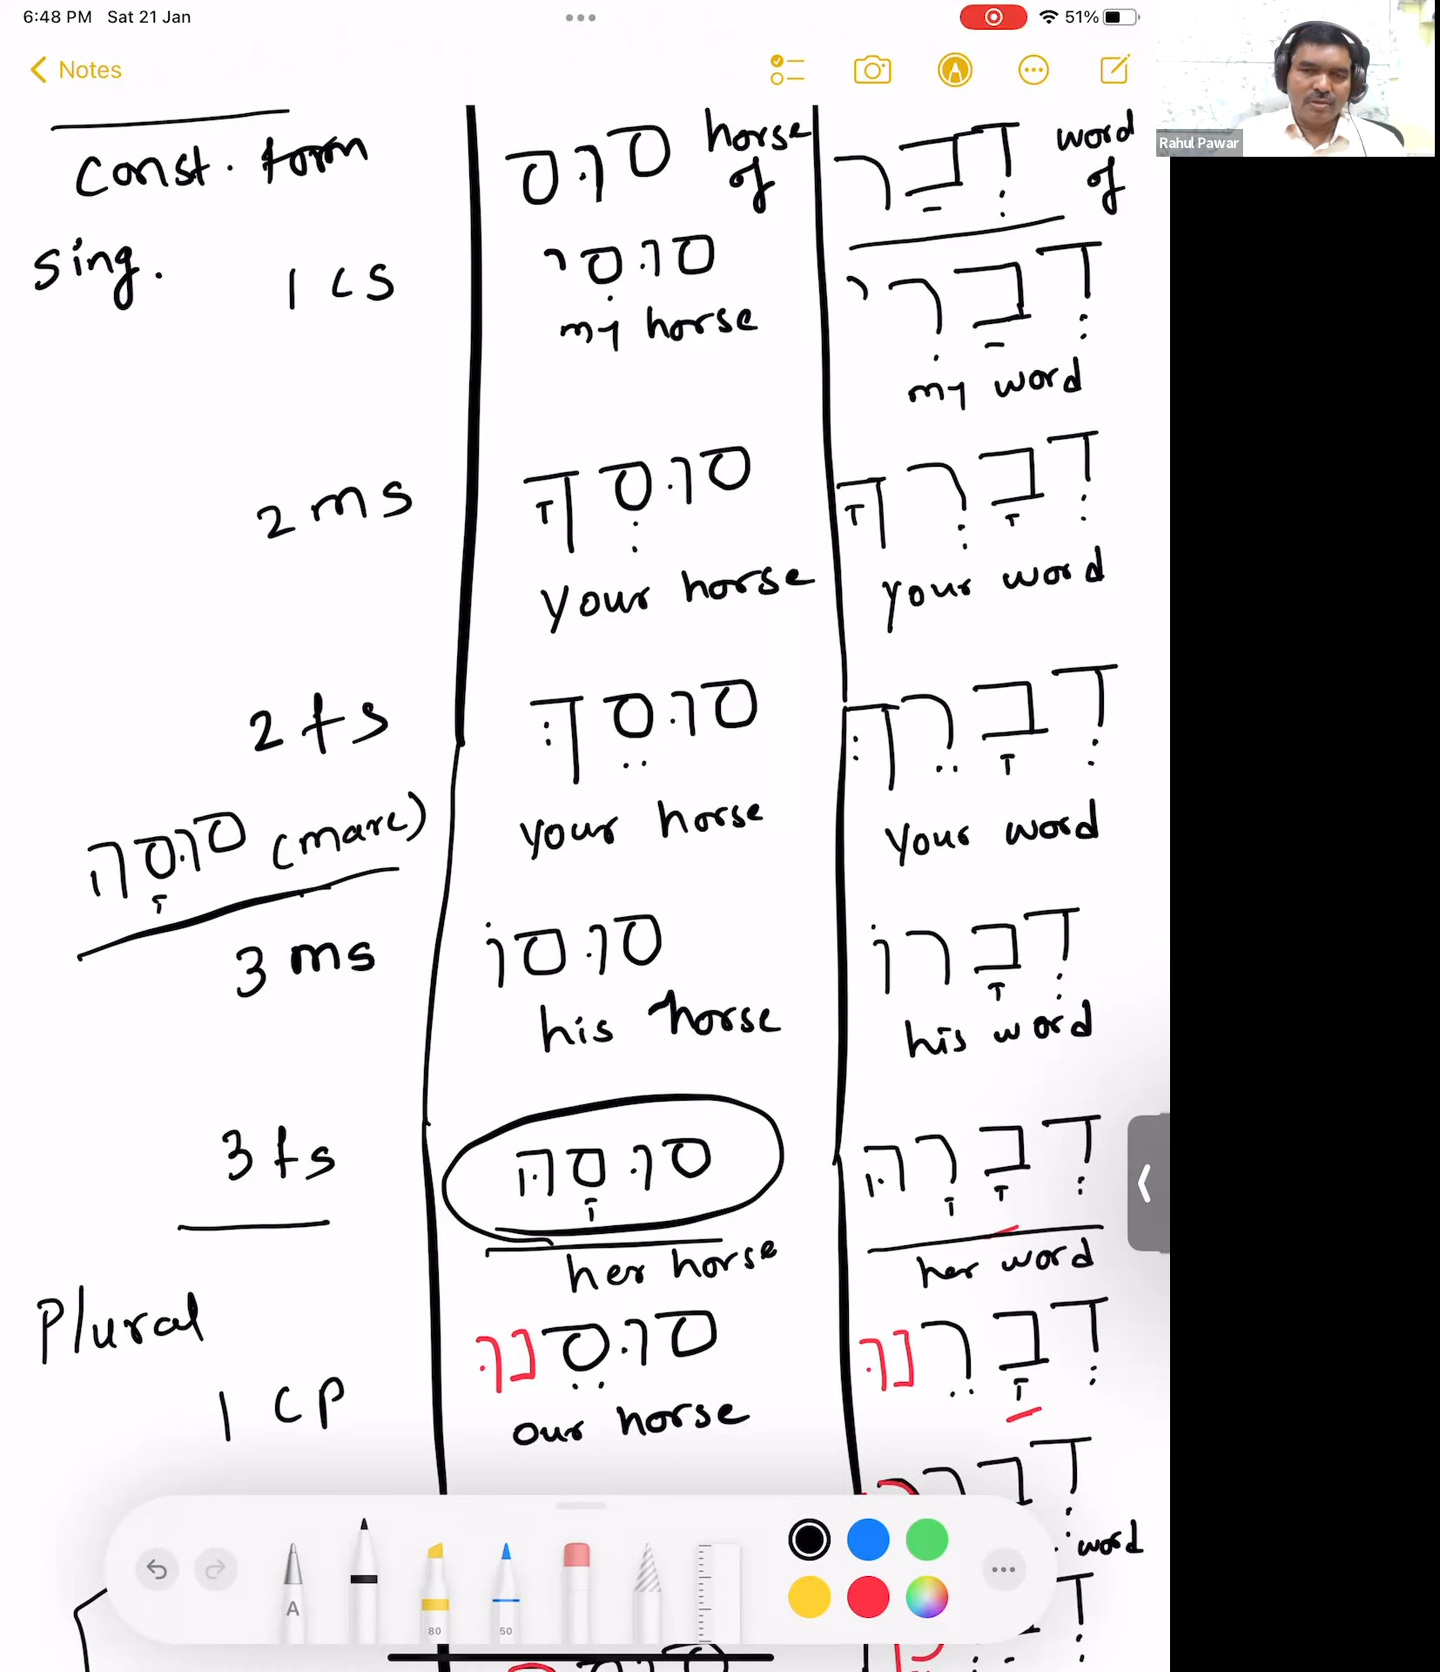 6:48 PM Sat 21 Jan
51%
Notes
Rahul Pawar
Const. form סוּס horse of דְּבַר word of
sing. 1 CS סוּסִי דְּבָרִי
my horse
my word
2 ms סוּסְךָ דְּבָרְךָ
your horse your word
2 fs סוּסֵךְ דְּבָרֵךְ
your horse your word
סוּסָה (mare)
3 ms סוּסוֹ דְּבָרוֹ
his horse his word
3 fs סוּסָהּ דְּבָרָהּ
her horse her word
Plural
1 CP סוּסֵנוּ דְּבָרֵנוּ
our horse
word
A
80
50